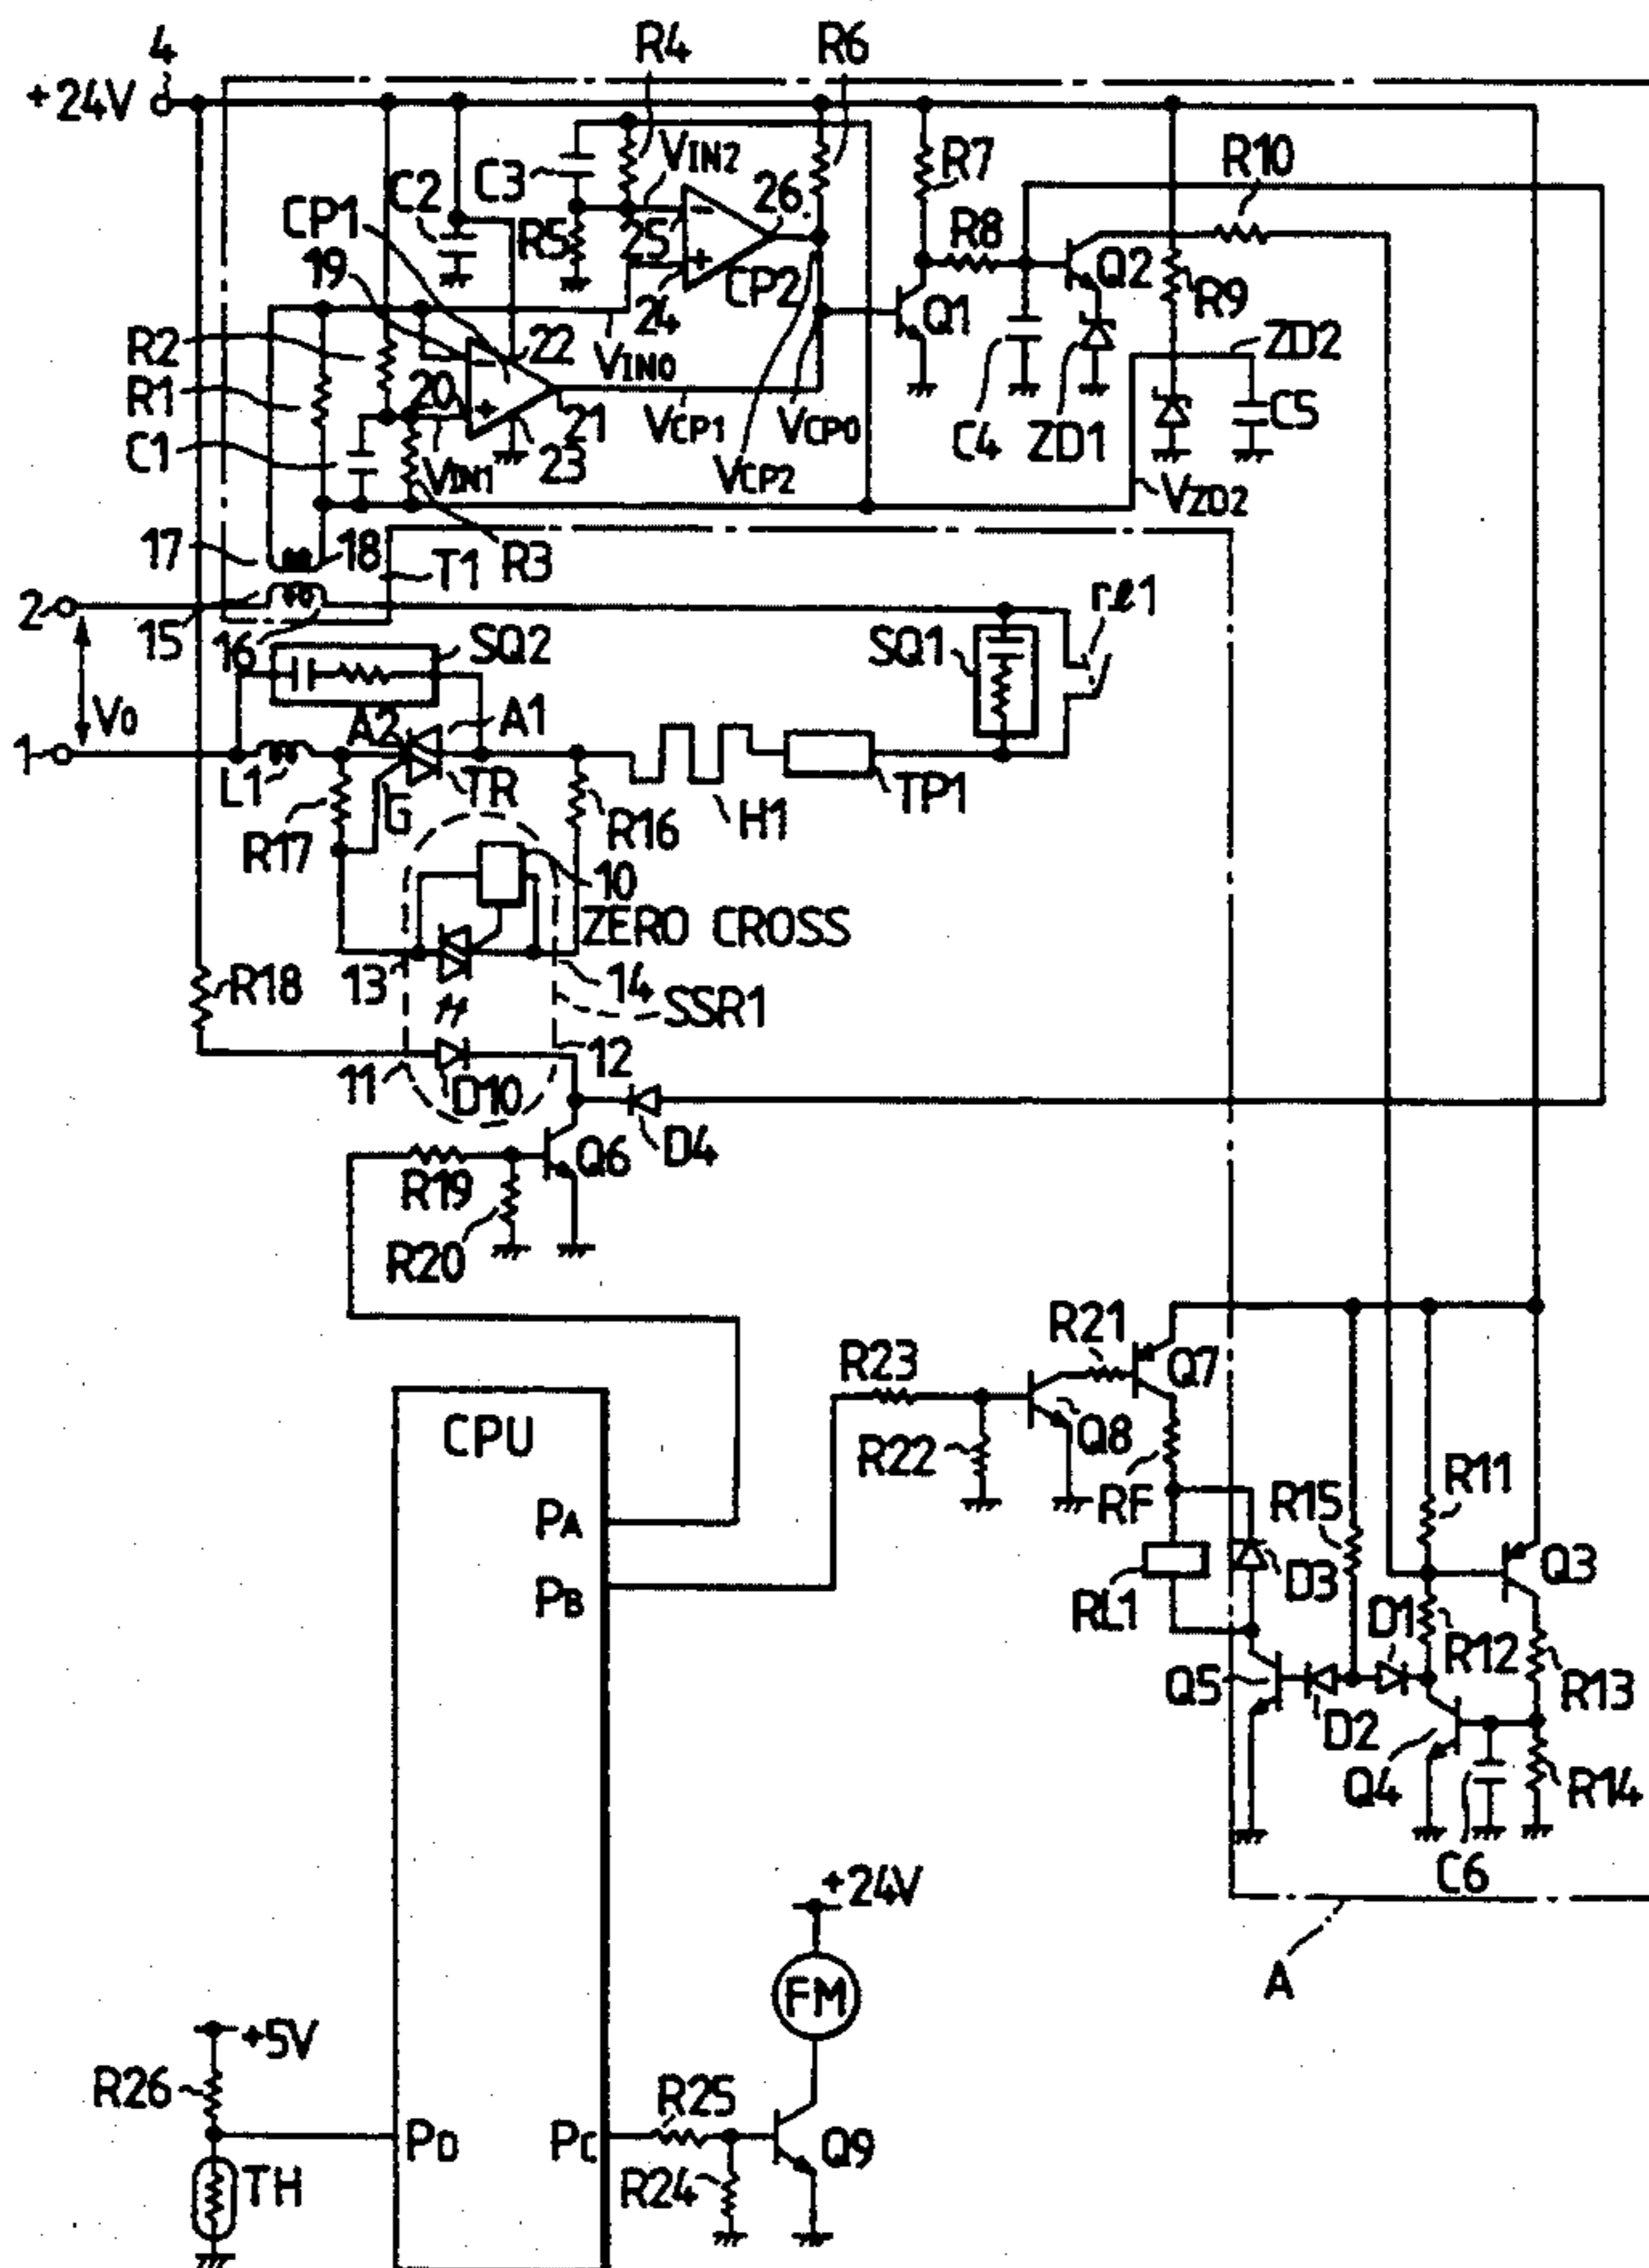 4
R4
R6
+24V
VIN2
R7
R10
C3
C2
26
CP1
R5
25
R8
Q2
19
CP2
R9
24
Q1
22
ZD2
R2
VIN0
20
R1
21
C5
VCP1
VCP0
C4
ZD1
C1
VIN1
23
VCP2
VZD2
17
18
T1
R3
2
rl1
15
16
SQ2
SQ1
V0
A2
A1
1
L1
TR
TP1
G
R16
H1
R17
10
ZERO CROSS
13
14
R18
SSR1
12
11
D10
D4
Q6
R19
R20
R21
Q7
R23
CPU
Q8
R22
R11
RF
R15
PA
Q3
PB
D3
RL1
D1
R12
Q5
R13
D2
Q4
R14
C6
+24V
A
FM
+5V
R26
R25
PD
PC
Q9
TH
R24